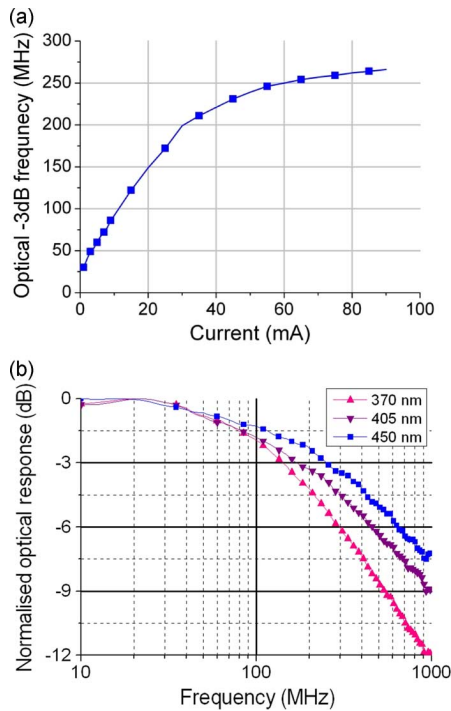 (a)
Optical -3dB frequnecy (MHz)
300
250
200
150
100
50
0
0 20 40 60 80 100
Current (mA)
(b)
Normalised optical response (dB)
0
-3
-6
-9
-12
370 nm
405 nm
450 nm
10 100 1000
Frequency (MHz)